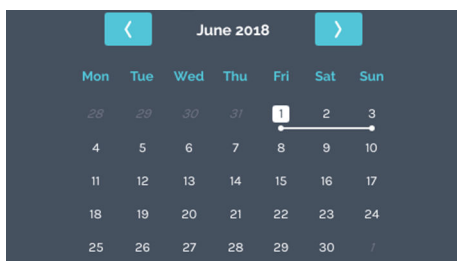 June 2018
Mon Tue Wed Thu Fri Sat Sun
28 29 30 31 1 2 3
4 5 6 7 8 9 10
11 12 13 14 15 16 17
18 19 20 21 22 23 24
25 26 27 28 29 30 1